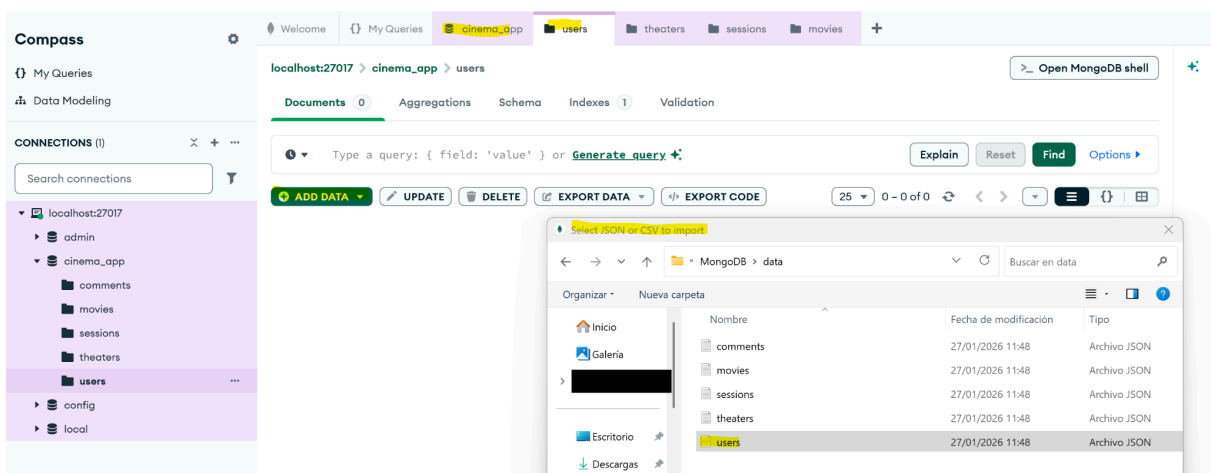 Compass
My Queries
Data Modeling
CONNECTIONS (1)
Search connections
localhost:27017
admin
cinema_app
comments
movies
sessions
theaters
users
config
local
Welcome {} My Queries cinema_app users theaters sessions movies +
localhost:27017 > cinema_app > users
>_ Open MongoDB shell
Documents 0 Aggregations Schema Indexes 1 Validation
Type a query: { field: 'value' } or Generate query
Explain Reset Find Options
ADD DATA UPDATE DELETE EXPORT DATA </> EXPORT CODE
25 0 – 0 of 0 {}
Select JSON or CSV to import
« MongoDB > data
Buscar en data
Organizar Nueva carpeta
Inicio
Galería
Escritorio
Descargas
Nombre Fecha de modificación Tipo
comments 27/01/2026 11:48 Archivo JSON
movies 27/01/2026 11:48 Archivo JSON
sessions 27/01/2026 11:48 Archivo JSON
theaters 27/01/2026 11:48 Archivo JSON
users 27/01/2026 11:48 Archivo JSON